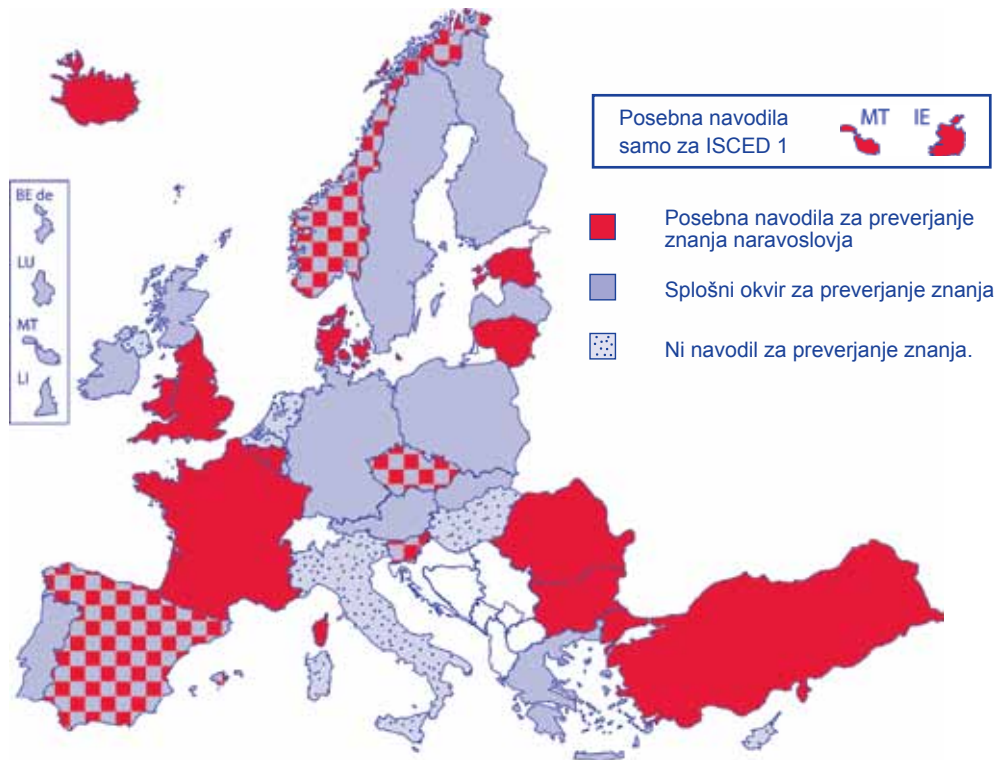 Posebna navodila
samo za ISCED 1
MT IE
Posebna navodila za preverjanje
znanja naravoslovja
Splošni okvir za preverjanje znanja
Ni navodil za preverjanje znanja.
BE de
LU
MT
LI